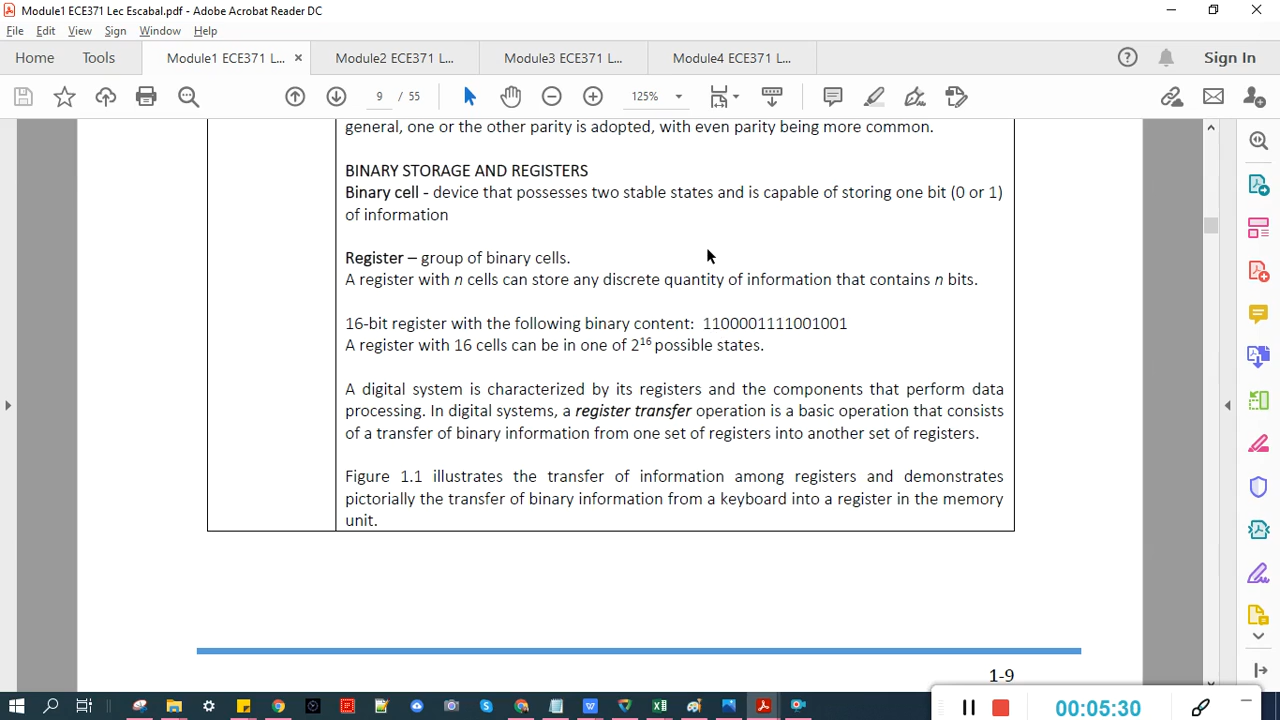 Module1 ECE371 Lec Escabal.pdf - Adobe Acrobat Reader DC
File Edit View Sign Window Help
Home Tools Module1 ECE371 L... × Module2 ECE371 L... Module3 ECE371 L... Module4 ECE371 L... Sign In
9 / 55 125%
general, one or the other parity is adopted, with even parity being more common.
BINARY STORAGE AND REGISTERS
Binary cell - device that possesses two stable states and is capable of storing one bit (0 or 1)
of information
Register – group of binary cells.
A register with n cells can store any discrete quantity of information that contains n bits.
16-bit register with the following binary content: 1100001111001001
A register with 16 cells can be in one of 2¹⁶ possible states.
A digital system is characterized by its registers and the components that perform data
processing. In digital systems, a register transfer operation is a basic operation that consists
of a transfer of binary information from one set of registers into another set of registers.
Figure 1.1 illustrates the transfer of information among registers and demonstrates
pictorially the transfer of binary information from a keyboard into a register in the memory
unit.
1-9
00:05:30